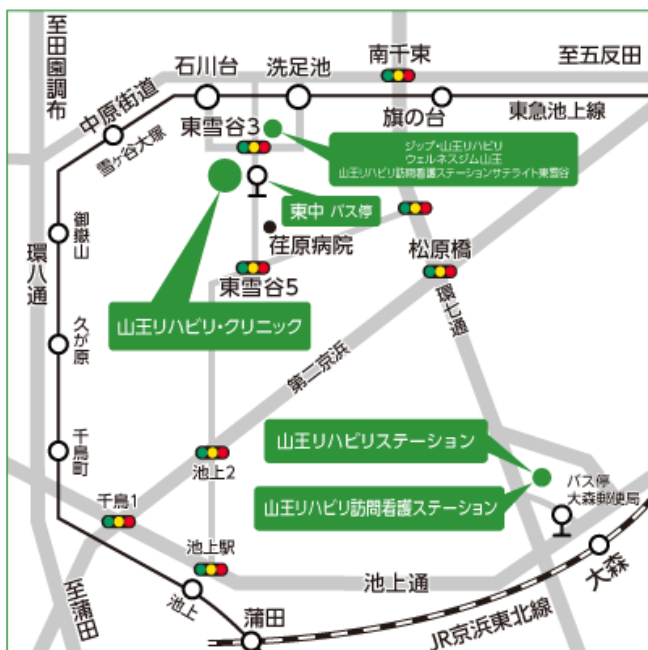 至田園調布
中原街道
石川台
洗足池
南千束
至五反田
旗の台
東急池上線
雪ヶ谷大塚
東雪谷3
ジップ・山王リハビリ
ウェルネスジム山王
山王リハビリ訪問看護ステーションサテライト東雪谷
東中 バス停
荏原病院
東雪谷5
松原橋
環七通
御嶽山
環八通
久が原
山王リハビリ・クリニック
第二京浜
千鳥町
池上2
山王リハビリステーション
山王リハビリ訪問看護ステーション
バス停
大森郵便局
千鳥1
池上駅
池上通
大森
至蒲田
池上
蒲田
JR京浜東北線